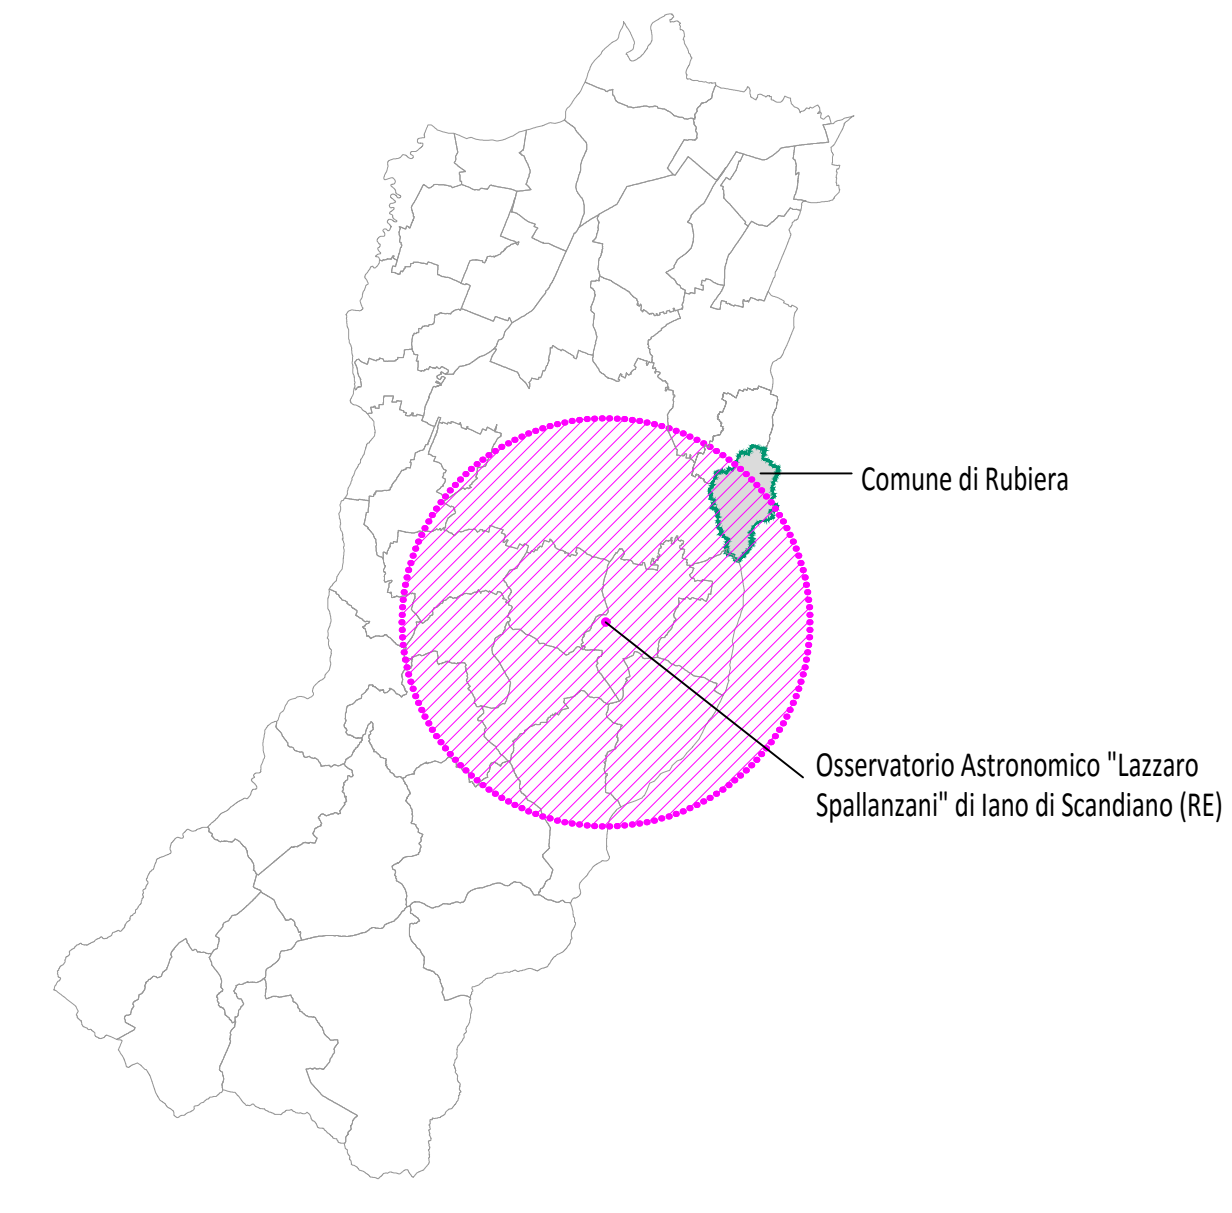 Comune di Rubiera
Osservatorio Astronomico "Lazzaro
Spallanzani" di Iano di Scandiano (RE)